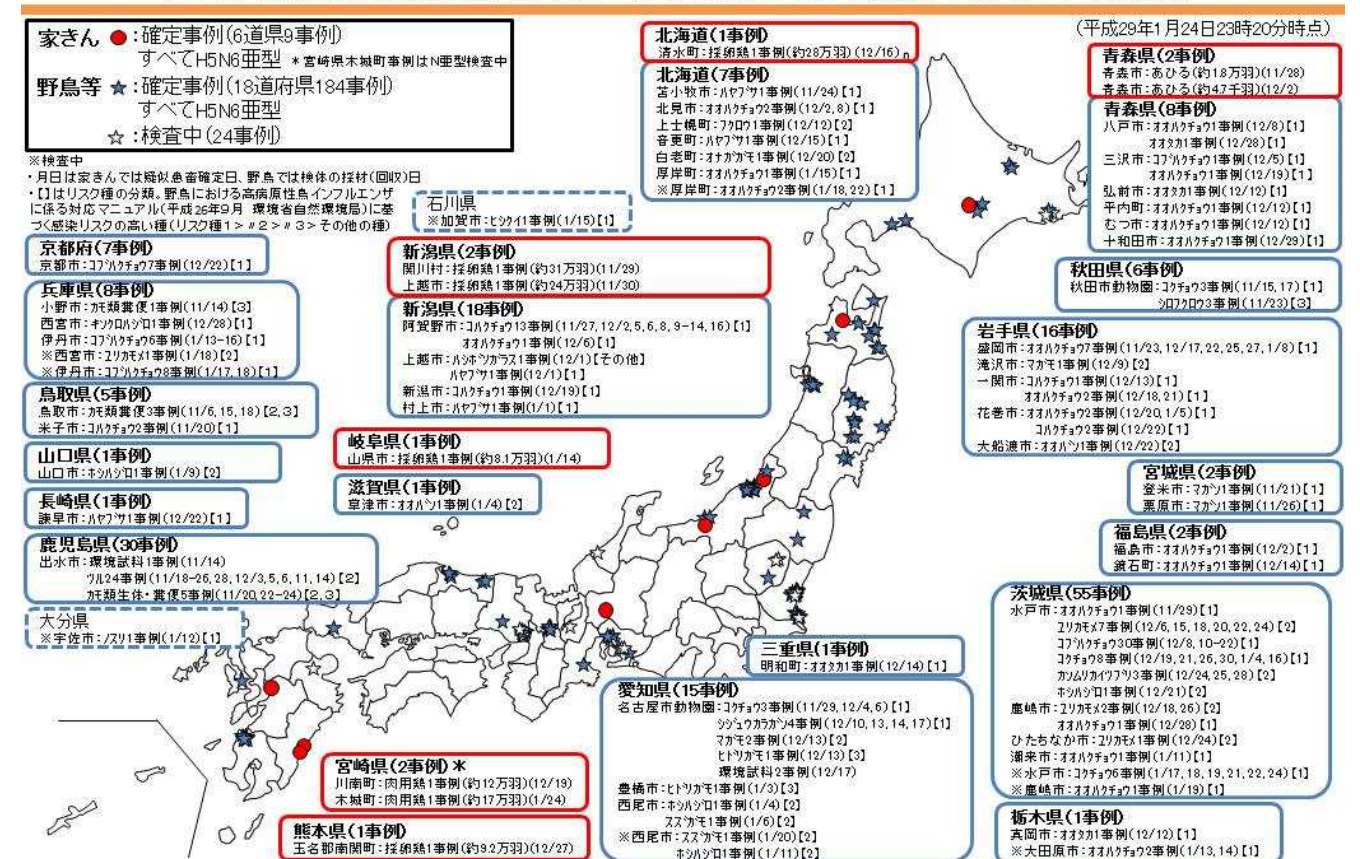 家きん ●:確定事例(6道県9事例)
すべてH5N6亜型 *宮崎県木城町事例はN亜型検査中
野鳥等 ★:確定事例(18道府県184事例)
すべてH5N6亜型
☆:検査中(24事例)
※検査中
・月日は家きんでは疑似患畜確定日、野鳥では検体の採材(回収)日
・【】はリスク種の分類。野鳥における高病原性鳥インフルエンザ
に係る対応マニュアル(平成26年9月 環境省自然環境局)に基
づく感染リスクの高い種(リスク種1>〃2>〃3>その他の種)
(平成29年1月24日23時20分時点)
北海道(1事例)
清水町:採卵鶏1事例(約28万羽)(12/16)
北海道(7事例)
苫小牧市:ハヤブサ1事例(11/24)【1】
北見市:オオハクチョウ2事例(12/2,8)【1】
上士幌町:フクロウ1事例(12/12)【2】
音更町:ハヤブサ1事例(12/15)【1】
白老町:オナガガモ1事例(12/20)【2】
厚岸町:オオハクチョウ1事例(1/15)【1】
※厚岸町:オオハクチョウ2事例(1/18,22)【1】
青森県(2事例)
青森市:あひる(約1.8万羽)(11/28)
青森市:あひる(約4.7千羽)(12/2)
青森県(8事例)
八戸市:オオハクチョウ1事例(12/8)【1】
オオタカ1事例(12/28)【1】
三沢市:コブハクチョウ1事例(12/5)【1】
オオハクチョウ1事例(12/19)【1】
弘前市:オオタカ1事例(12/12)【1】
平内町:オオハクチョウ1事例(12/12)【1】
むつ市:オオハクチョウ1事例(12/12)【1】
十和田市:オオハクチョウ1事例(12/29)【1】
石川県
※加賀市:ヒシクイ1事例(1/15)【1】
京都府(7事例)
京都市:コブハクチョウ7事例(12/22)【1】
新潟県(2事例)
関川村:採卵鶏1事例(約31万羽)(11/29)
上越市:採卵鶏1事例(約24万羽)(11/30)
秋田県(6事例)
秋田市動物園:コクチョウ3事例(11/15,17)【1】
シロフクロウ3事例(11/23)【3】
兵庫県(8事例)
小野市:カモ類糞便1事例(11/14)【3】
西宮市:キンクロハジロ1事例(12/28)【1】
伊丹市:コブハクチョウ6事例(1/13-16)【1】
※西宮市:ユリカモメ1事例(1/18)【2】
※伊丹市:コブハクチョウ8事例(1/17,18)【1】
新潟県(18事例)
阿賀野市:コハクチョウ13事例(11/27,12/2,5,6,8,9-14,16)【1】
オオハクチョウ1事例(12/6)【1】
上越市:ハシボソガラス1事例(12/1)【その他】
ハヤブサ1事例(12/1)【1】
新潟市:コハクチョウ1事例(12/19)【1】
村上市:ハヤブサ1事例(1/1)【1】
岩手県(16事例)
盛岡市:オオハクチョウ7事例(11/23,12/17,22,25,27,1/8)【1】
滝沢市:マガモ1事例(12/9)【2】
一関市:コハクチョウ1事例(12/13)【1】
オオハクチョウ2事例(12/18,21)【1】
花巻市:オオハクチョウ2事例(12/20,1/5)【1】
コハクチョウ2事例(12/22)【1】
大船渡市:オオバン1事例(12/22)【2】
鳥取県(5事例)
鳥取市:カモ類糞便3事例(11/6,15,18)【2,3】
米子市:コハクチョウ2事例(11/20)【1】
山口県(1事例)
山口市:ホシハジロ1事例(1/9)【2】
岐阜県(1事例)
山県市:採卵鶏1事例(約8.1万羽)(1/14)
宮城県(2事例)
登米市:マガン1事例(11/21)【1】
栗原市:マガン1事例(11/26)【1】
長崎県(1事例)
諫早市:ハヤブサ1事例(12/22)【1】
滋賀県(1事例)
草津市:オオバン1事例(1/4)【2】
福島県(2事例)
福島市:オオハクチョウ1事例(12/2)【1】
鏡石町:オオハクチョウ1事例(12/14)【1】
鹿児島県(30事例)
出水市:環境試料1事例(11/14)
ツル24事例(11/18-26,28,12/3,5,6,11,14)【2】
カモ類生体・糞便5事例(11/20,22-24)【2,3】
大分県
※宇佐市:ノスリ1事例(1/12)【1】
茨城県(55事例)
水戸市:オオハクチョウ1事例(11/29)【1】
ユリカモメ7事例(12/6,15,18,20,22,24)【2】
コブハクチョウ30事例(12/8,10-22)【1】
コクチョウ8事例(12/19,21,26,30,1/4,16)【1】
カンムリカイツブリ3事例(12/24,25,28)【2】
ホシハジロ1事例(12/21)【2】
鹿嶋市:ユリカモメ2事例(12/18,26)【2】
オオハクチョウ1事例(12/28)【1】
ひたちなか市:ユリカモメ1事例(12/24)【2】
潮来市:オオハクチョウ1事例(1/11)【1】
※水戸市:コクチョウ6事例(1/17,18,19,21,22,24)【1】
※鹿嶋市:オオハクチョウ1事例(1/19)【1】
三重県(1事例)
明和町:オオタカ1事例(12/14)【1】
愛知県(15事例)
名古屋市動物園:コクチョウ3事例(11/29,12/4,6)【1】
シジュウカラガン4事例(12/10,13,14,17)【1】
マガモ2事例(12/13)【2】
ヒドリガモ1事例(12/13)【3】
環境試料2事例(12/17)
豊橋市:ヒドリガモ1事例(1/3)【3】
西尾市:ホシハジロ1事例(1/4)【2】
スズガモ1事例(1/6)【2】
※西尾市:スズガモ1事例(1/20)【2】
ホシハジロ1事例(1/11)【2】
宮崎県(2事例)*
川南町:肉用鶏1事例(約12万羽)(12/19)
木城町:肉用鶏1事例(約17万羽)(1/24)
熊本県(1事例)
玉名郡南関町:採卵鶏1事例(約9.2万羽)(12/27)
栃木県(1事例)
真岡市:オオタカ1事例(12/12)【1】
※大田原市:オオハクチョウ2事例(1/13,14)【1】